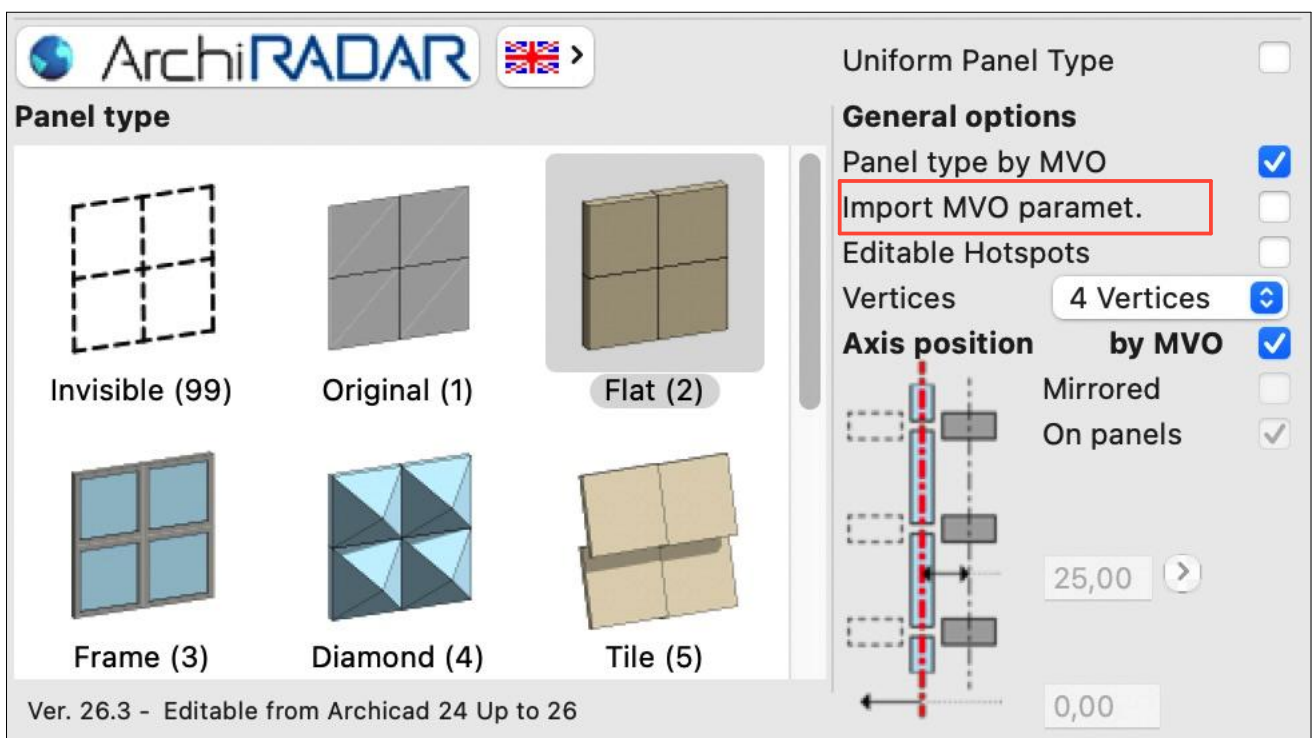 ArchiRADAR
Panel type
Invisible (99)
Original (1)
Flat (2)
Frame (3)
Diamond (4)
Tile (5)
Ver. 26.3 - Editable from Archicad 24 Up to 26
Uniform Panel Type
General options
Panel type by MVO
Import MVO paramet.
Editable Hotspots
Vertices 4 Vertices
Axis position by MVO
Mirrored
On panels
25,00
0,00